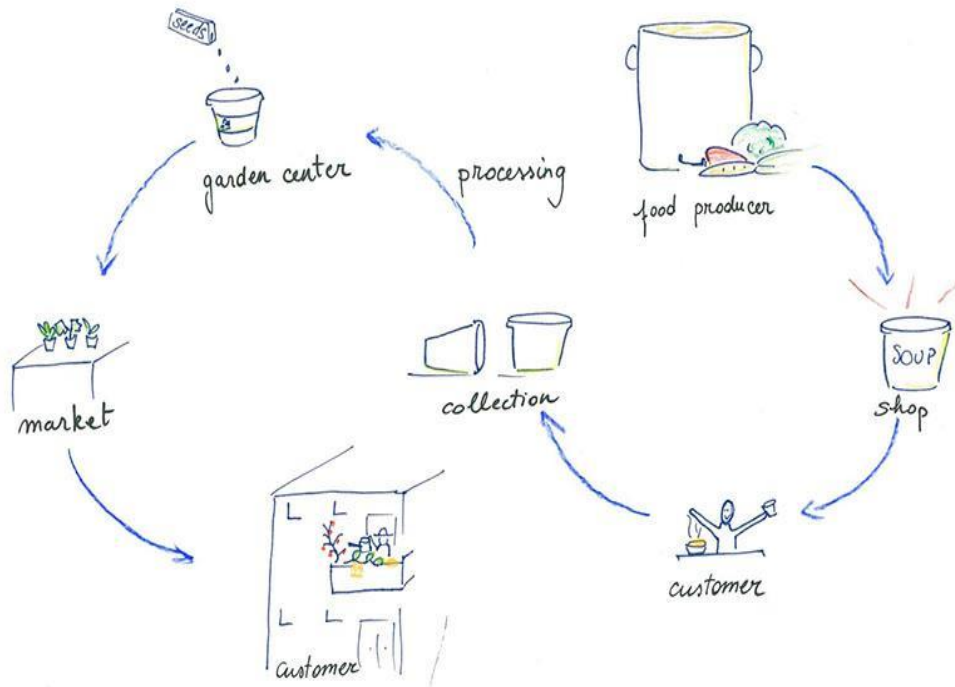 seeds
garden center
processing
food producer
SOUP
shop
market
collection
customer
customer